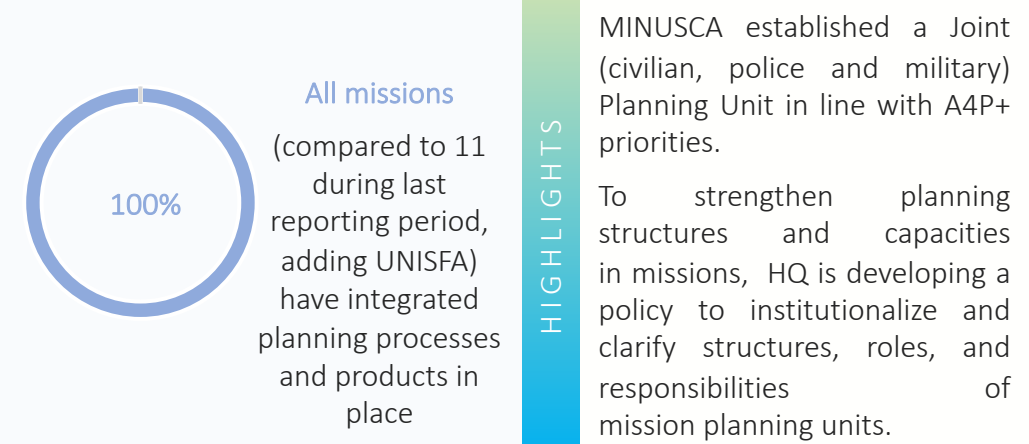 100%
All missions
(compared to 11
during last
reporting period,
adding UNISFA)
have integrated
planning processes
and products in
place
HIGHLIGHTS
MINUSCA established a Joint
(civilian, police and military)
Planning Unit in line with A4P+
priorities.
To strengthen planning
structures and capacities
in missions, HQ is developing a
policy to institutionalize and
clarify structures, roles, and
responsibilities of
mission planning units.